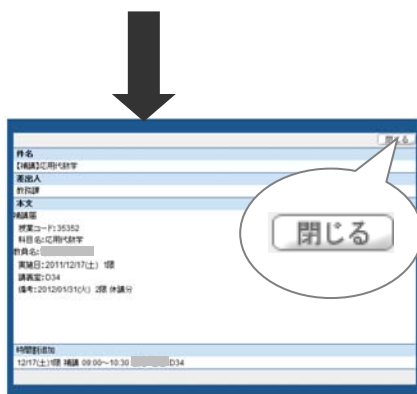 閉じる
件名
【補講】応用代数学
差出人
教務課
本文
補講届
授業コード:35352
科目名:応用代数学
教員名:
実施日:2011/12/17(土) 1限
講義室:D34
備考:2012/01/31(火) 2限 休講分
閉じる
時間割追加
12/17(土)1限 補講 09:00～10:30 D34